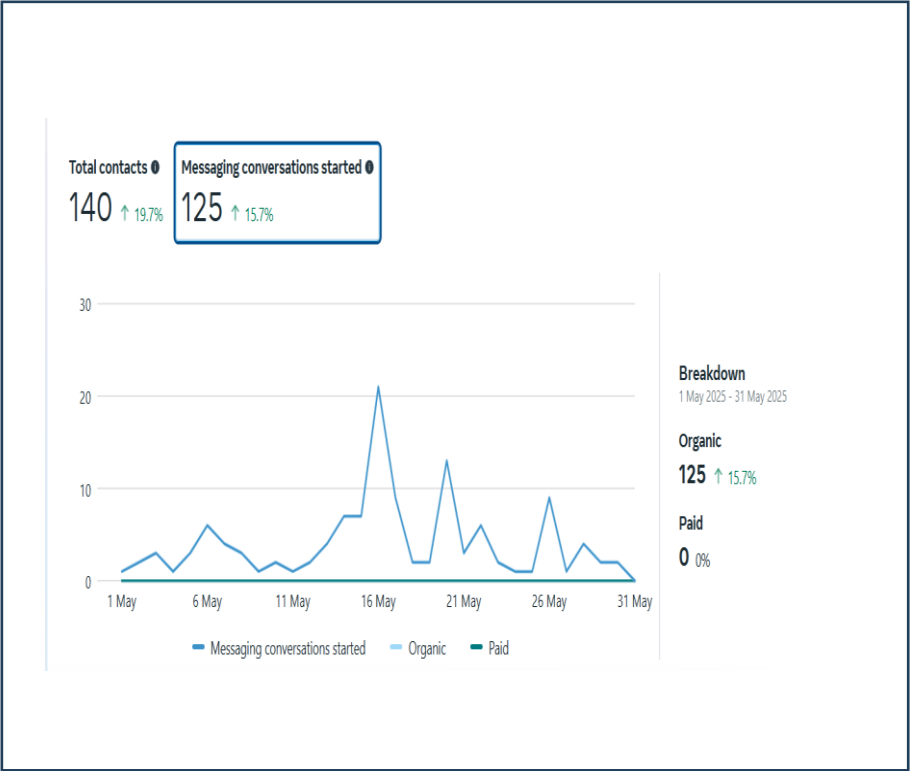 Total contacts
140 ↑ 19.7%
Messaging conversations started
125 ↑ 15.7%
30
20
10
0
1 May 6 May 11 May 16 May 21 May 26 May 31 May
Messaging conversations started Organic Paid
Breakdown
1 May 2025 - 31 May 2025
Organic
125 ↑ 15.7%
Paid
0 0%